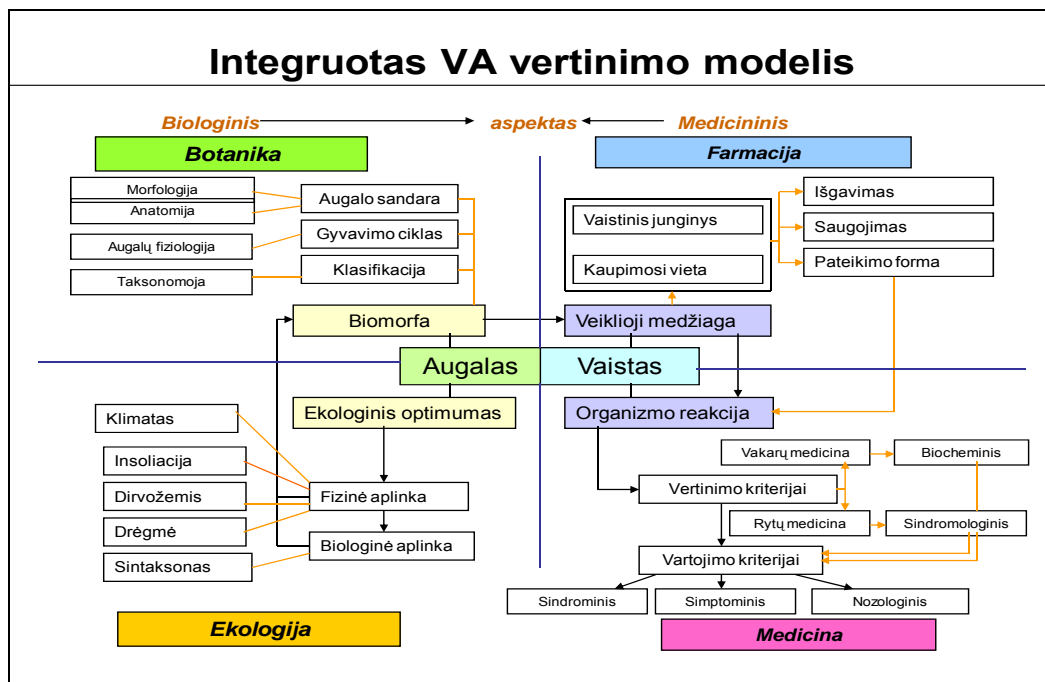 Integruotas VA vertinimo modelis
Biologinis
aspektas
Medicininis
Botanika
Farmacija
Morfologija
Anatomija
Augalų fiziologija
Taksonomoja
Augalo sandara
Gyvavimo ciklas
Klasifikacija
Vaistinis junginys
Kaupimosi vieta
Išgavimas
Saugojimas
Pateikimo forma
Biomorfa
Veiklioji medžiaga
Augalas
Vaistas
Ekologinis optimumas
Organizmo reakcija
Klimatas
Insoliacija
Dirvožemis
Drėgmė
Sintaksonas
Fizinė aplinka
Biologinė aplinka
Vakarų medicina
Biocheminis
Vertinimo kriterijai
Rytų medicina
Sindromologinis
Vartojimo kriterijai
Sindrominis
Simptominis
Nozologinis
Ekologija
Medicina